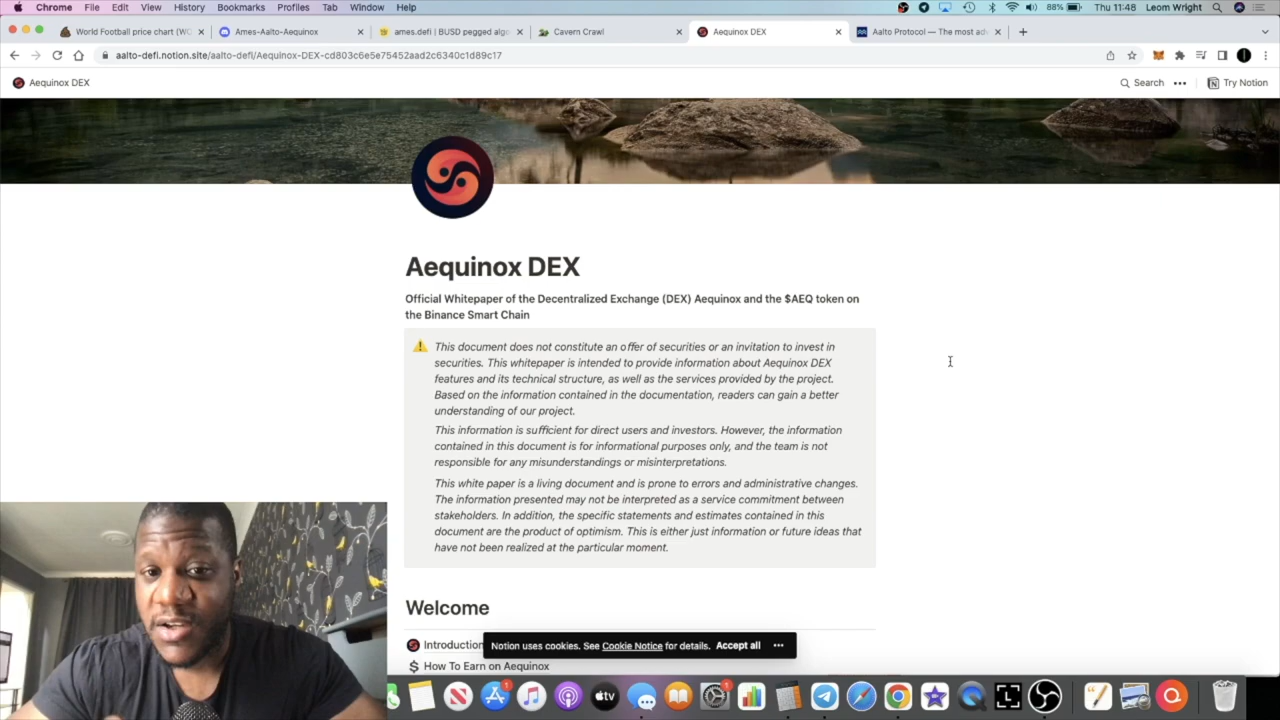 Chrome File Edit View History Bookmarks Profiles Tab Window Help 88% Thu 11:48 Leom Wright
World Football price chart (WO Ames-Aalto-Aequinox ames.defi | BUSD pegged algo Cavern Crawl Aequinox DEX Aalto Protocol — The most adv
aalto-defi.notion.site/aalto-defi/Aequinox-DEX-cd803c6e5e75452aad2c6340c1d89c17
Aequinox DEX Search Try Notion
Aequinox DEX
Official Whitepaper of the Decentralized Exchange (DEX) Aequinox and the $AEQ token on
the Binance Smart Chain
This document does not constitute an offer of securities or an invitation to invest in
securities. This whitepaper is intended to provide information about Aequinox DEX
features and its technical structure, as well as the services provided by the project.
Based on the information contained in the documentation, readers can gain a better
understanding of our project.
This information is sufficient for direct users and investors. However, the information
contained in this document is for informational purposes only, and the team is not
responsible for any misunderstandings or misinterpretations.
This white paper is a living document and is prone to errors and administrative changes.
The information presented may not be interpreted as a service commitment between
stakeholders. In addition, the specific statements and estimates contained in this
document are the product of optimism. This is either just information or future ideas that
have not been realized at the particular moment.
Welcome
Introduction
Notion uses cookies. See Cookie Notice for details. Accept all
$ How To Earn on Aequinox
1 tv 1